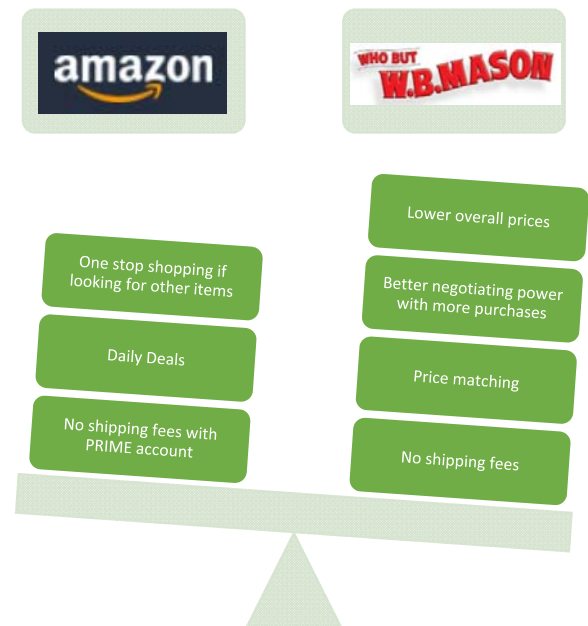 amazon
WHO BUT
W.B.MASON
One stop shopping if
looking for other items
Daily Deals
No shipping fees with
PRIME account
Lower overall prices
Better negotiating power
with more purchases
Price matching
No shipping fees